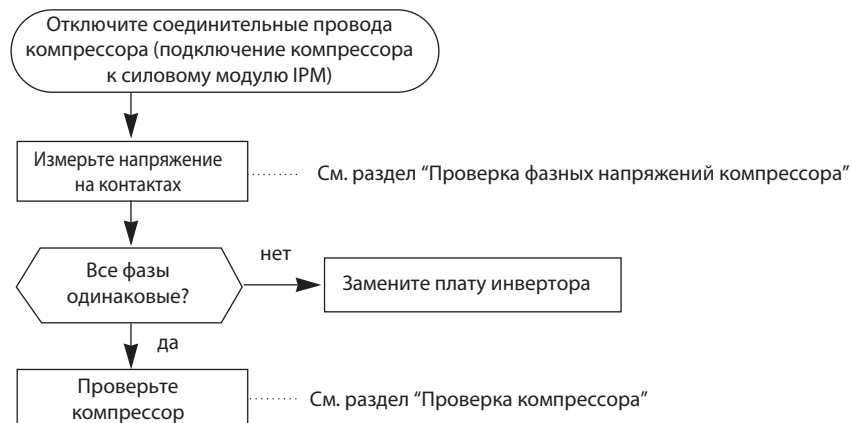 Отключите соединительные провода
компрессора (подключение компрессора
к силовому модулю IPM)
Измерьте напряжение
на контактах
См. раздел “Проверка фазных напряжений компрессора”
Все фазы
одинаковые?
нет
Замените плату инвертора
да
Проверьте
компрессор
См. раздел “Проверка компрессора”